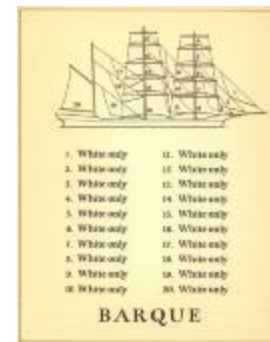 1. White only
2. White only
3. White only
4. White only
5. White only
6. White only
7. White only
8. White only
9. White only
10. White only
11. White only
12. White only
13. White only
14. White only
15. White only
16. White only
17. White only
18. White only
19. White only
20. White only
BARQUE